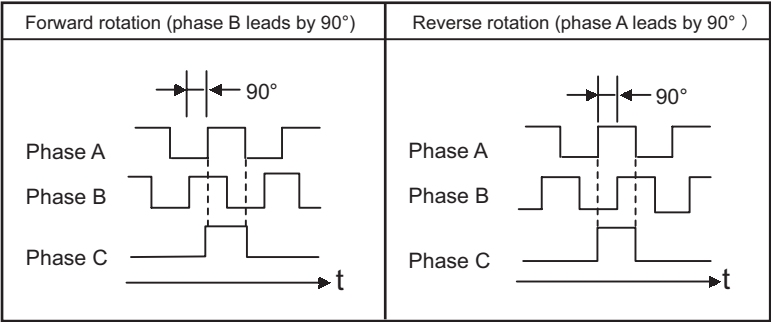 Forward rotation (phase B leads by 90°)
Reverse rotation (phase A leads by 90° )
90°
Phase A
Phase B
Phase C
t
90°
Phase A
Phase B
Phase C
t